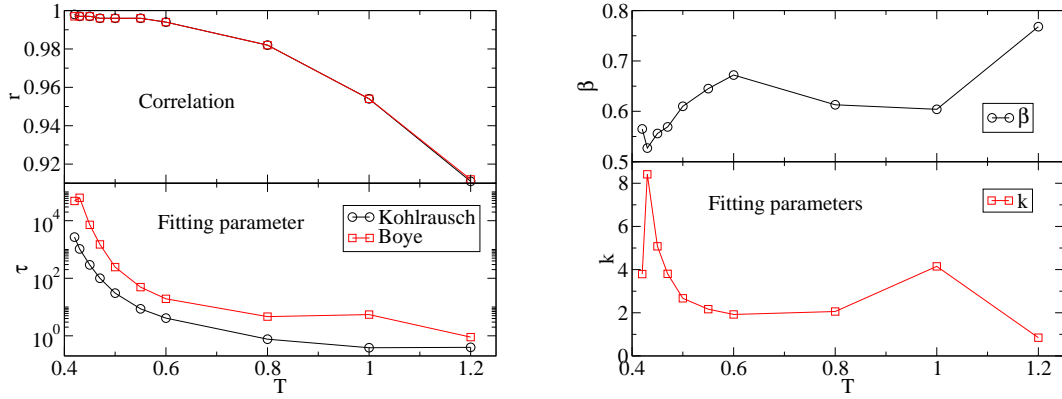 1
0.98
0.96
0.94
0.92
r
Correlation
10^4
10^2
10^0
τ
Fitting parameter
Kohlrausch
Boye
0.4 0.6 0.8 1 1.2
T
0.8
0.7
0.6
0.5
β
β
8
6
4
2
0
k
Fitting parameters
k
0.4 0.6 0.8 1 1.2
T